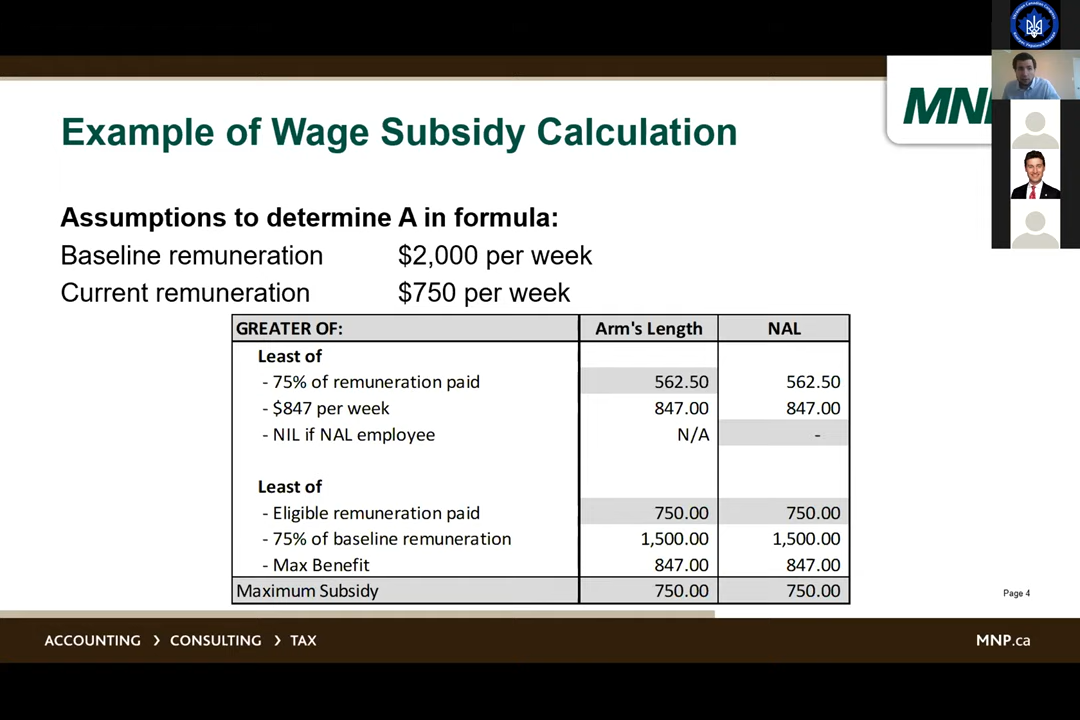 MN
Example of Wage Subsidy Calculation
Assumptions to determine A in formula:
Baseline remuneration $2,000 per week
Current remuneration $750 per week
GREATER OF: Arm's Length NAL
Least of
- 75% of remuneration paid 562.50 562.50
- $847 per week 847.00 847.00
- NIL if NAL employee N/A -
Least of
- Eligible remuneration paid 750.00 750.00
- 75% of baseline remuneration 1,500.00 1,500.00
- Max Benefit 847.00 847.00
Maximum Subsidy 750.00 750.00
Page 4
ACCOUNTING › CONSULTING › TAX MNP.ca